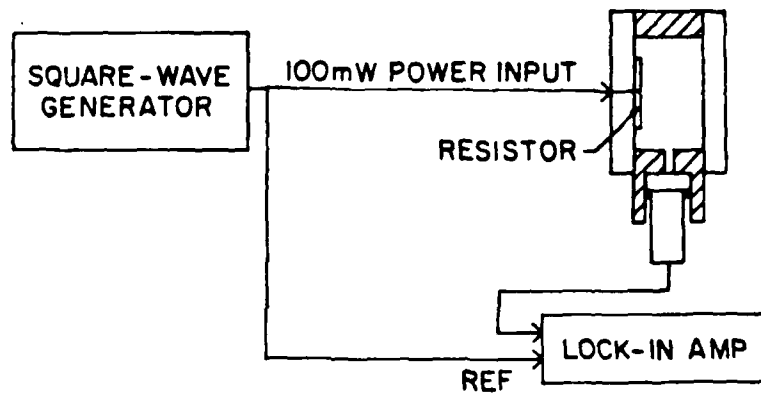 SQUARE-WAVE
GENERATOR
100mW POWER INPUT
RESISTOR
LOCK-IN AMP
REF